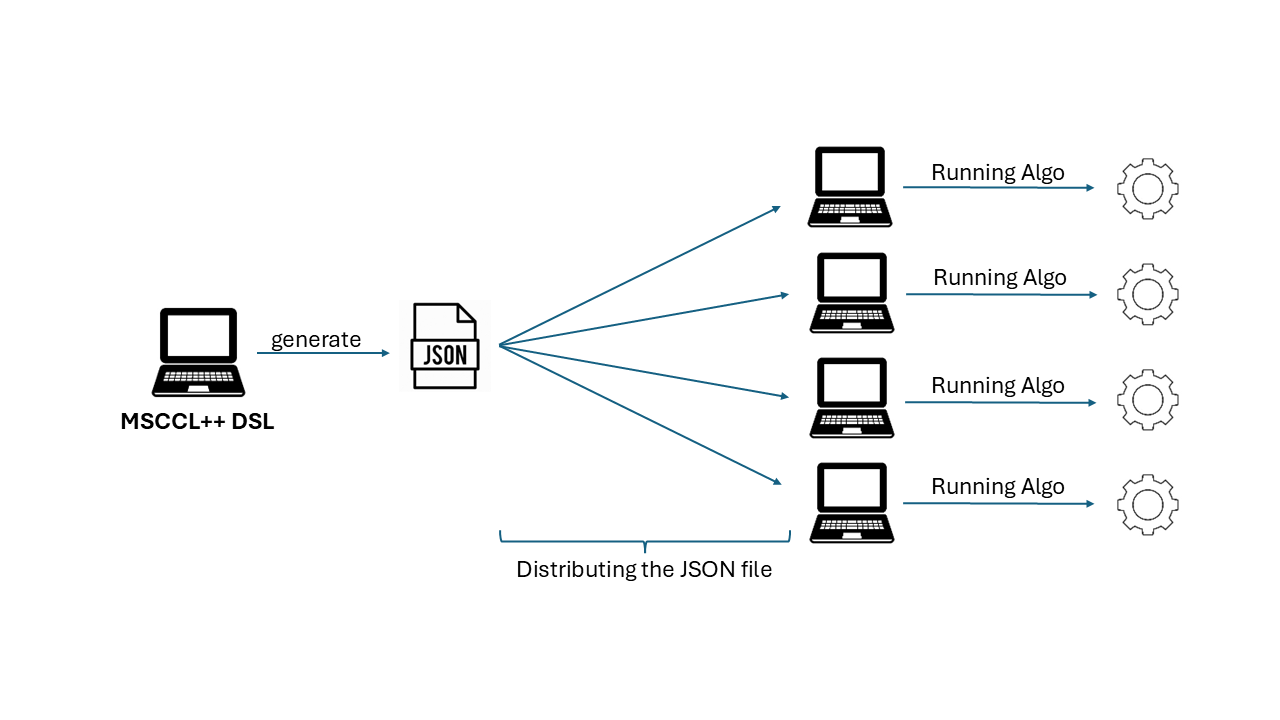 Running Algo
Running Algo
generate
JSON
Running Algo
MSCCL++ DSL
Running Algo
Distributing the JSON file